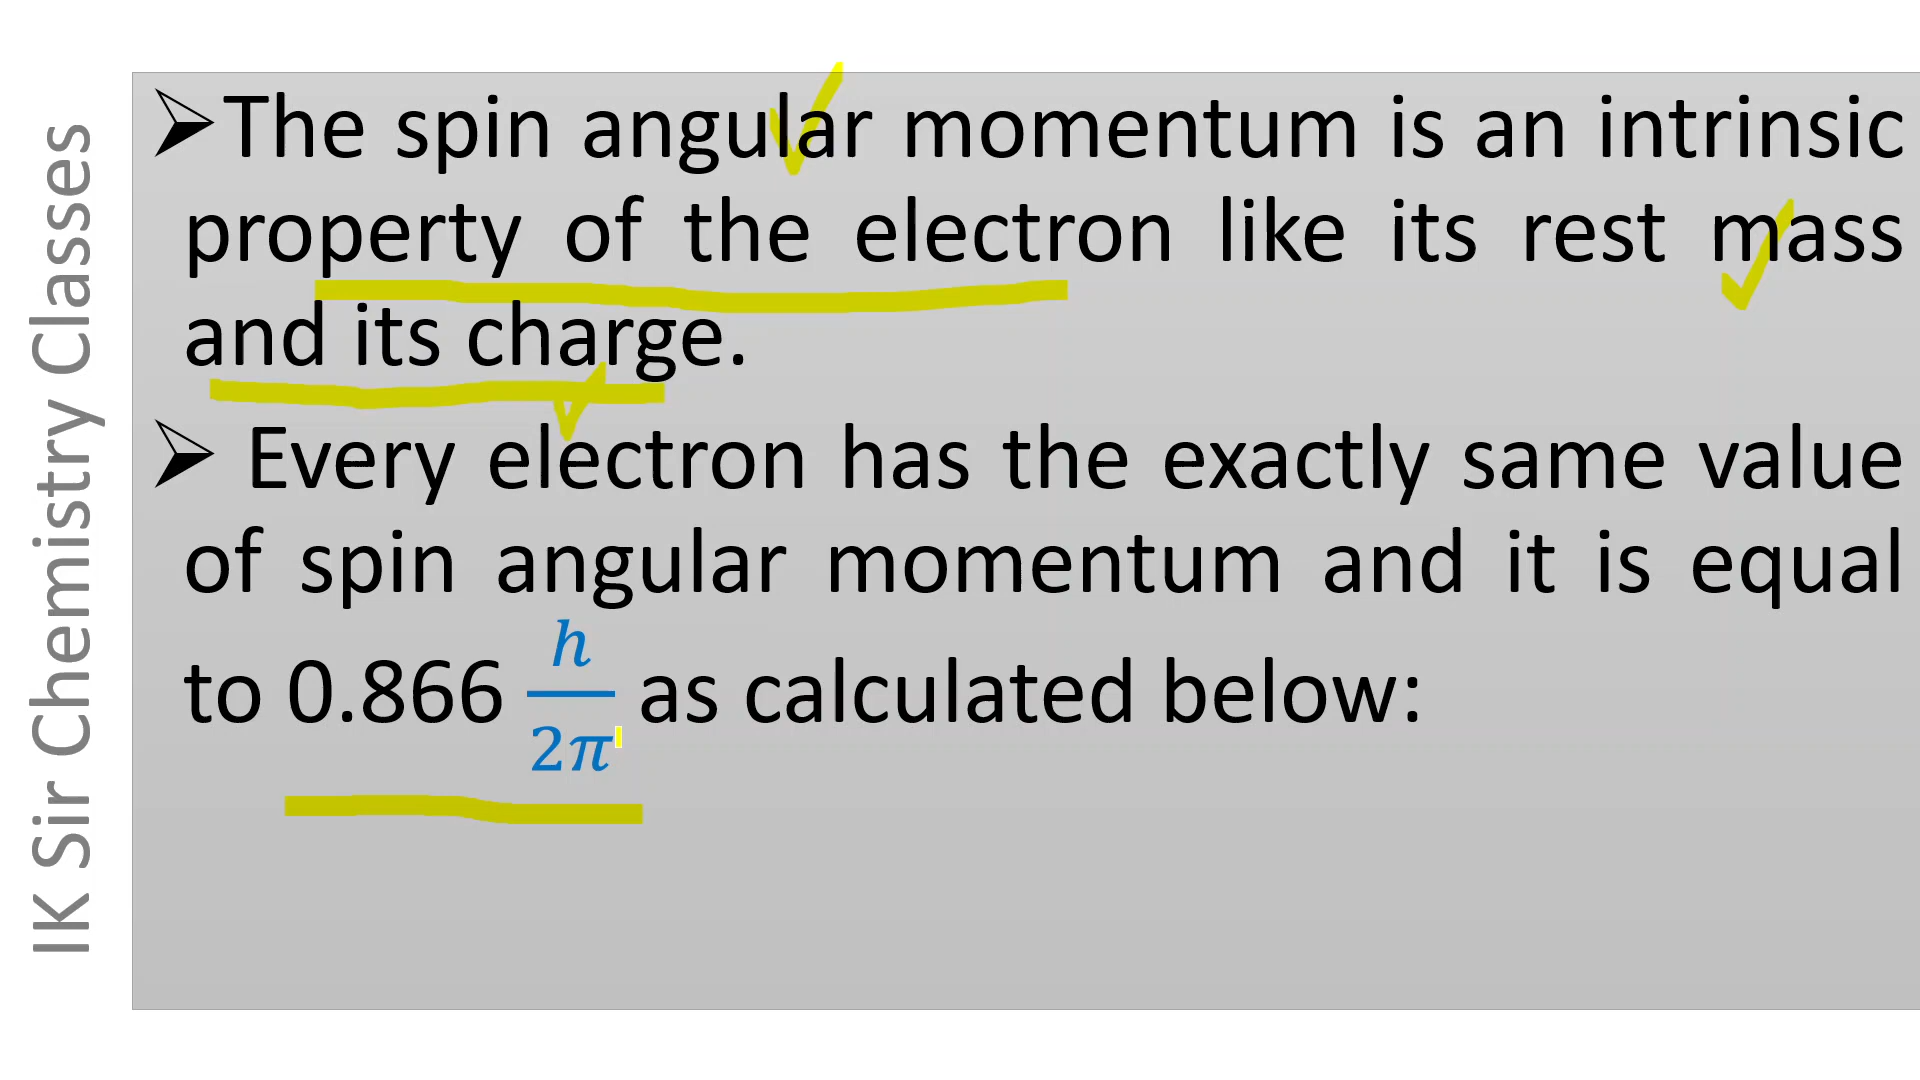 IK Sir Chemistry Classes
➢The spin angular momentum is an intrinsic
property of the electron like its rest mass
and its charge.
➢ Every electron has the exactly same value
of spin angular momentum and it is equal
to 0.866 h/2π as calculated below: